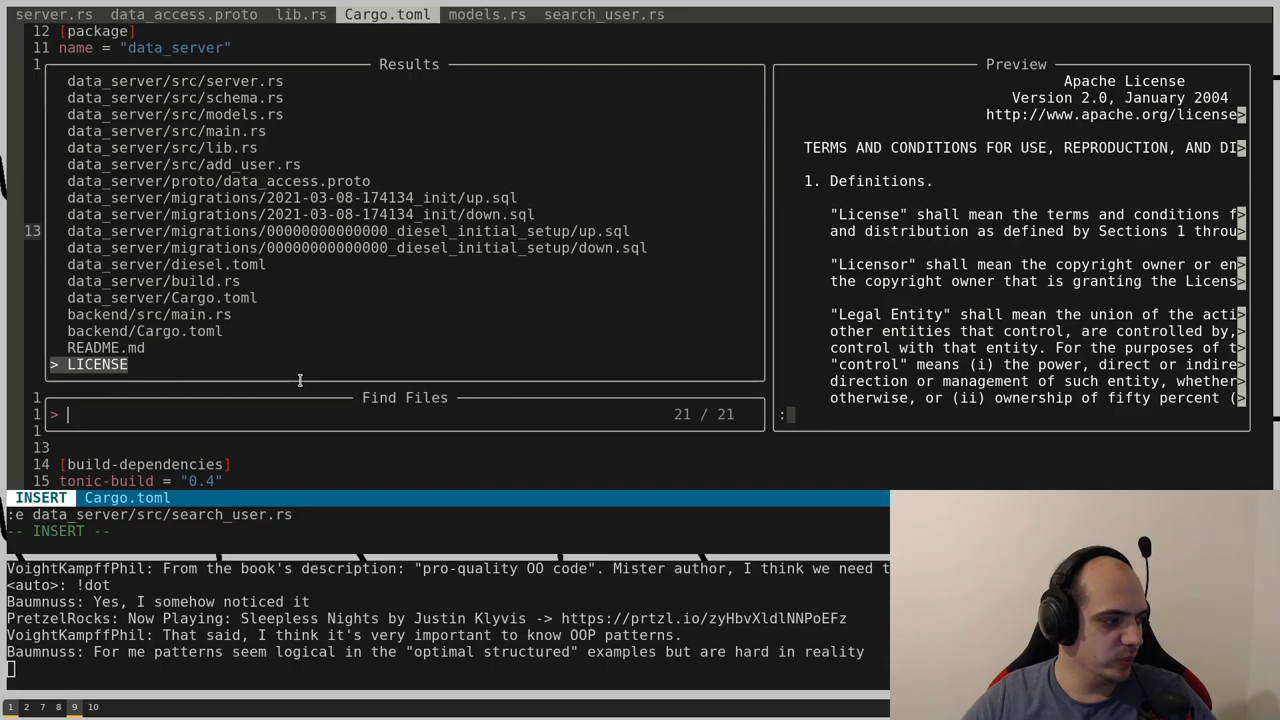 server.rs data_access.proto lib.rs Cargo.toml models.rs search_user.rs
12 [package]
11 name = "data_server"
1
Results
data_server/src/server.rs
data_server/src/schema.rs
data_server/src/models.rs
data_server/src/main.rs
data_server/src/lib.rs
data_server/src/add_user.rs
data_server/proto/data_access.proto
data_server/migrations/2021-03-08-174134_init/up.sql
data_server/migrations/2021-03-08-174134_init/down.sql
13 data_server/migrations/00000000000000_diesel_initial_setup/up.sql
data_server/migrations/00000000000000_diesel_initial_setup/down.sql
data_server/diesel.toml
data_server/build.rs
data_server/Cargo.toml
backend/src/main.rs
backend/Cargo.toml
README.md
> LICENSE
Preview
Apache License
Version 2.0, January 2004
http://www.apache.org/license>
TERMS AND CONDITIONS FOR USE, REPRODUCTION, AND DI>
1. Definitions.
"License" shall mean the terms and conditions f>
and distribution as defined by Sections 1 throu>
"Licensor" shall mean the copyright owner or en>
the copyright owner that is granting the Licens>
"Legal Entity" shall mean the union of the acti>
other entities that control, are controlled by,>
control with that entity. For the purposes of t>
"control" means (i) the power, direct or indire>
direction or management of such entity, whether>
otherwise, or (ii) ownership of fifty percent (>
:
1 Find Files
1 > 21 / 21
1
13
14 [build-dependencies]
15 tonic-build = "0.4"
INSERT Cargo.toml
:e data_server/src/search_user.rs
-- INSERT --
VoightKampffPhil: From the book's description: "pro-quality OO code". Mister author, I think we need t
<auto>: !dot
Baumnuss: Yes, I somehow noticed it
PretzelRocks: Now Playing: Sleepless Nights by Justin Klyvis -> https://prtzl.io/zyHbvXldlNNPoEFz
VoightKampffPhil: That said, I think it's very important to know OOP patterns.
Baumnuss: For me patterns seem logical in the "optimal structured" examples but are hard in reality
1 2 7 8 9 10